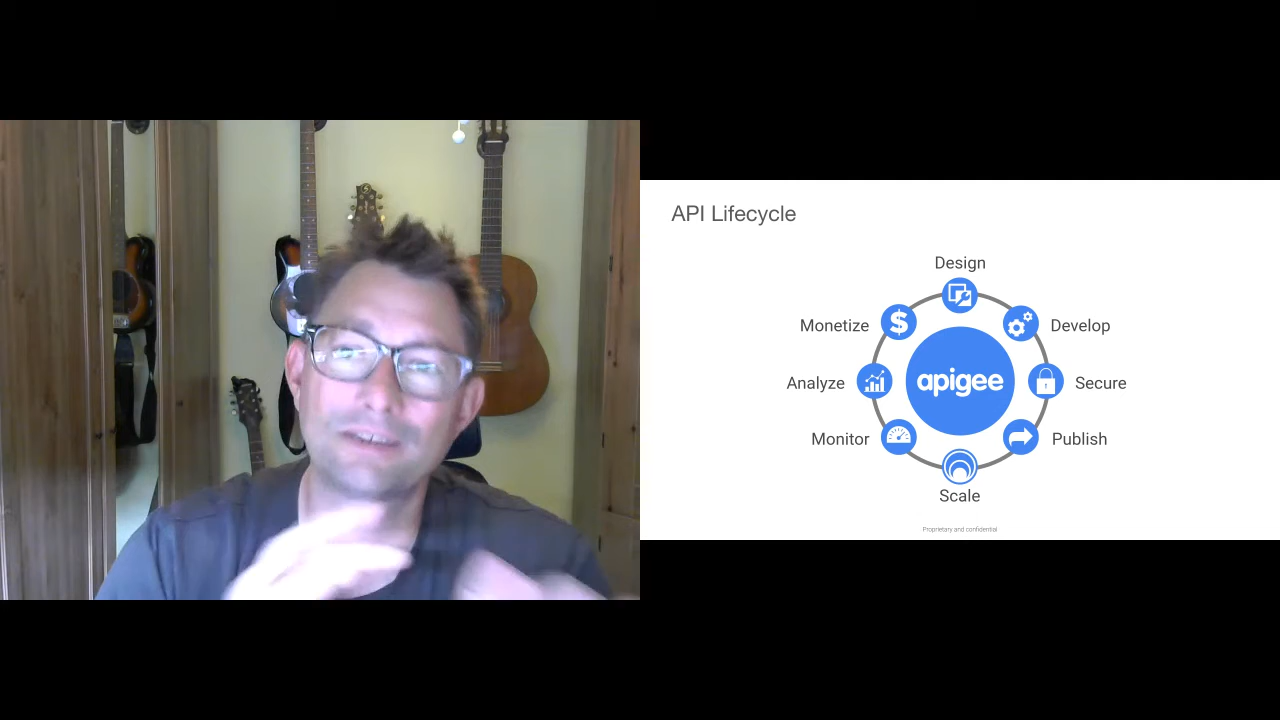 API Lifecycle
Design
Monetize
Develop
Analyze
apigee
Secure
Monitor
Publish
Scale
Proprietary and confidential